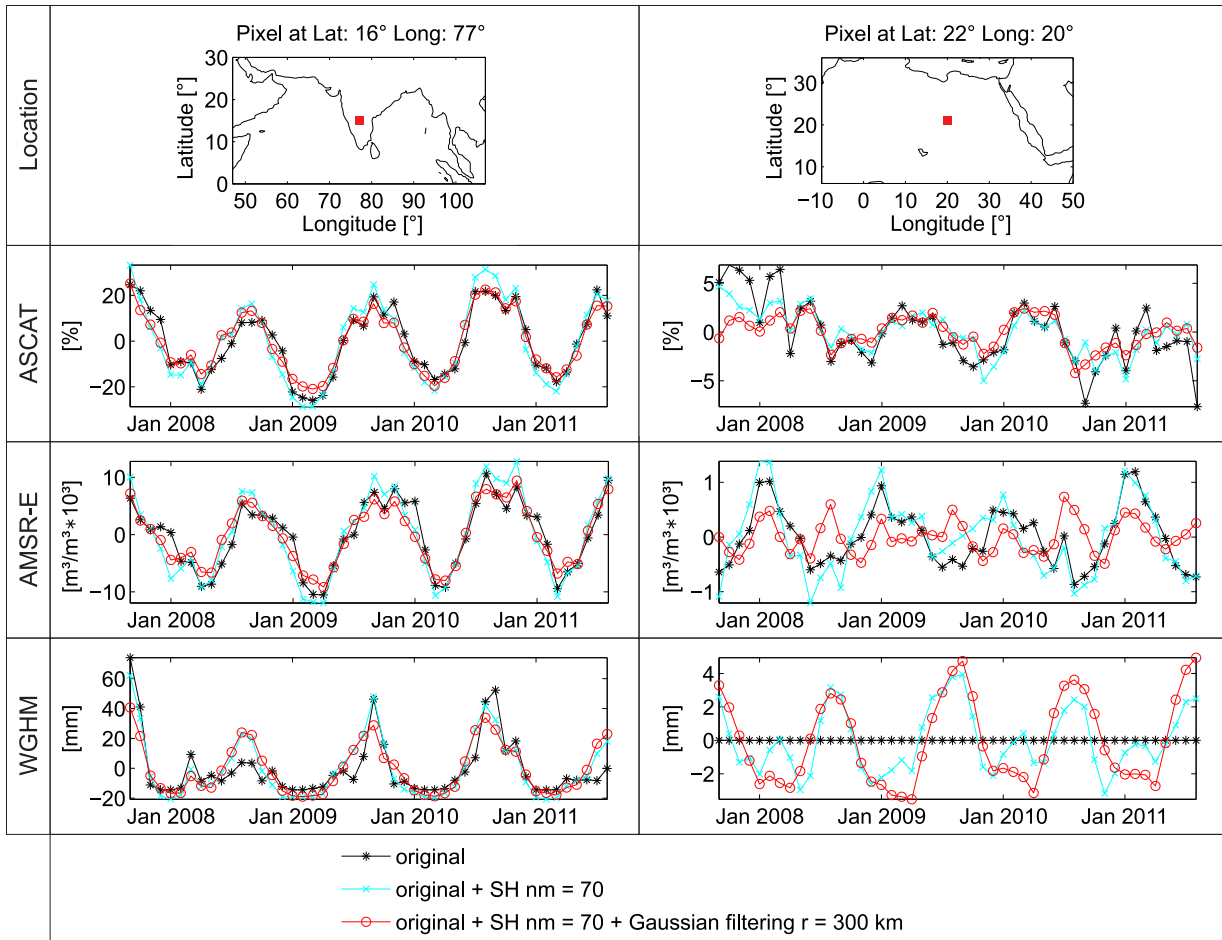 Location
Pixel at Lat: 16° Long: 77°
30
20
10
0
Latitude [°]
50 60 70 80 90 100
Longitude [°]
Pixel at Lat: 22° Long: 20°
30
20
10
Latitude [°]
−10 0 10 20 30 40 50
Longitude [°]
ASCAT
[%]
20
0
−20
Jan 2008 Jan 2009 Jan 2010 Jan 2011
[%]
5
0
−5
Jan 2008 Jan 2009 Jan 2010 Jan 2011
AMSR-E
[m³/m³*10³]
10
0
−10
Jan 2008 Jan 2009 Jan 2010 Jan 2011
[m³/m³*10³]
1
0
−1
Jan 2008 Jan 2009 Jan 2010 Jan 2011
WGHM
[mm]
60
40
20
0
−20
Jan 2008 Jan 2009 Jan 2010 Jan 2011
[mm]
4
2
0
−2
Jan 2008 Jan 2009 Jan 2010 Jan 2011
original
original + SH nm = 70
original + SH nm = 70 + Gaussian filtering r = 300 km